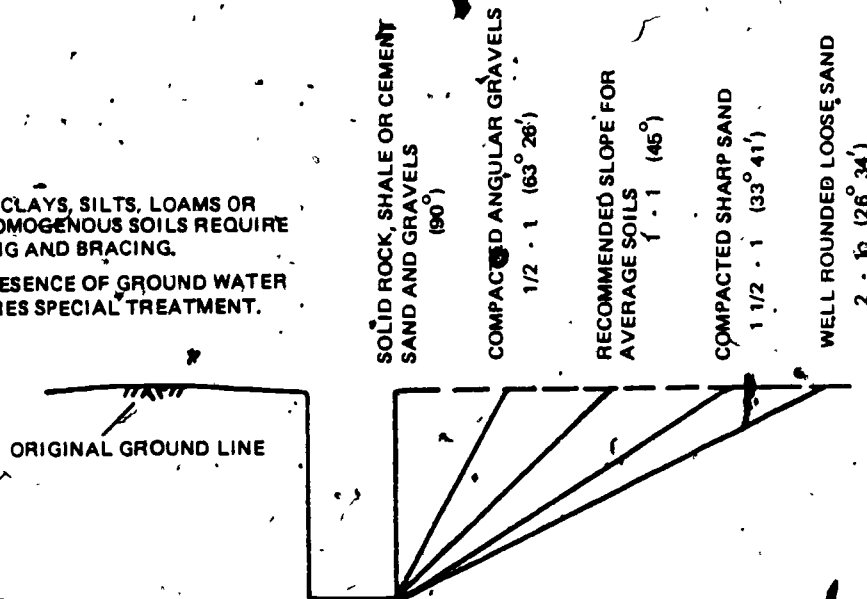 CLAYS, SILTS, LOAMS OR
OMOGENOUS SOILS REQUIRE
G AND BRACING.
ESENCE OF GROUND WATER
RES SPECIAL TREATMENT.
SOLID ROCK, SHALE OR CEMENT
SAND AND GRAVELS
(90°)
COMPACTED ANGULAR GRAVELS
1/2 - 1 (63° 26')
RECOMMENDED SLOPE FOR
AVERAGE SOILS
1 - 1 (45°)
COMPACTED SHARP SAND
1 1/2 - 1 (33° 41')
WELL ROUNDED LOOSE SAND
2 - 1 (26° 34')
ORIGINAL GROUND LINE